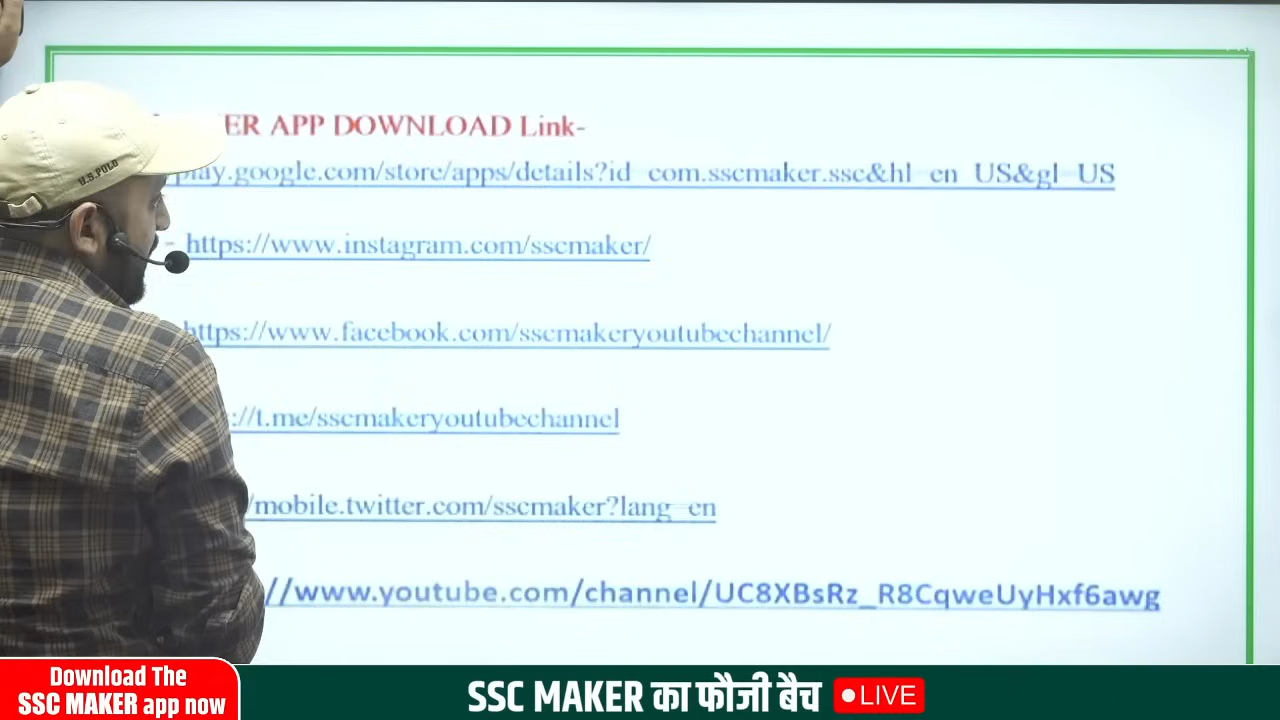 ER APP DOWNLOAD Link-
play.google.com/store/apps/details?id=com.sscmaker.ssc&hl=en_US&gl=US
- https://www.instagram.com/sscmaker/
https://www.facebook.com/sscmakeryoutubechannel/
://t.me/sscmakeryoutubechannel
/mobile.twitter.com/sscmaker?lang=en
//www.youtube.com/channel/UC8XBsRz_R8CqweUyHxf6awg
U.S.POLO
Download The
SSC MAKER app now
SSC MAKER का फौजी बैच
LIVE